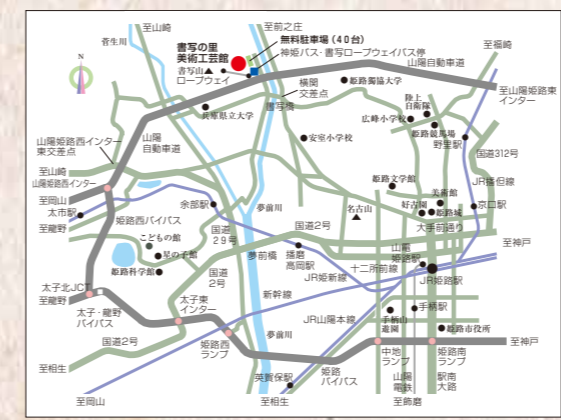 至山崎
菅生川
至前之庄
無料駐車場(40台)
書写の里
美術工芸館
神姫バス・書写ロープウェイバス停
書写山▲
ロープウェイ
山陽自動車道
至福崎
N
横関
交差点
姫路獨協大学
至山陽姫路東
インター
書写橋
陸上
自衛隊
兵庫県立大学
広峰小学校
姫路競馬場
野里駅
山陽姫路西インター
東交差点
山陽
自動車道
安室小学校
国道312号
至山崎
山陽姫路西インター
JR播但線
至岡山
太市駅
姫路文学館
美術館
余部駅
夢前川
名古山
好古園
姫路城
京口駅
至龍野
姫路西バイパス
国道2号
大手前通り
こどもの館
国道
29号
至神戸
星の子館
夢前橋
播磨
高岡駅
山陽
姫路駅
十二所前線
姫路科学館
国道
2号
JR姫新線
JR姫路駅
太子北JCT
新幹線
至龍野
太子東
インター
手柄駅
太子・龍野
バイパス
JR山陽本線
手柄山
遊園
姫路市役所
国道2号
姫路西
ランプ
夢前川
至神戸
中地
ランプ
姫路南
ランプ
至相生
英賀保駅
姫路
バイパス
山陽
電鉄
駅南
大路
至岡山
至相生
至飾磨